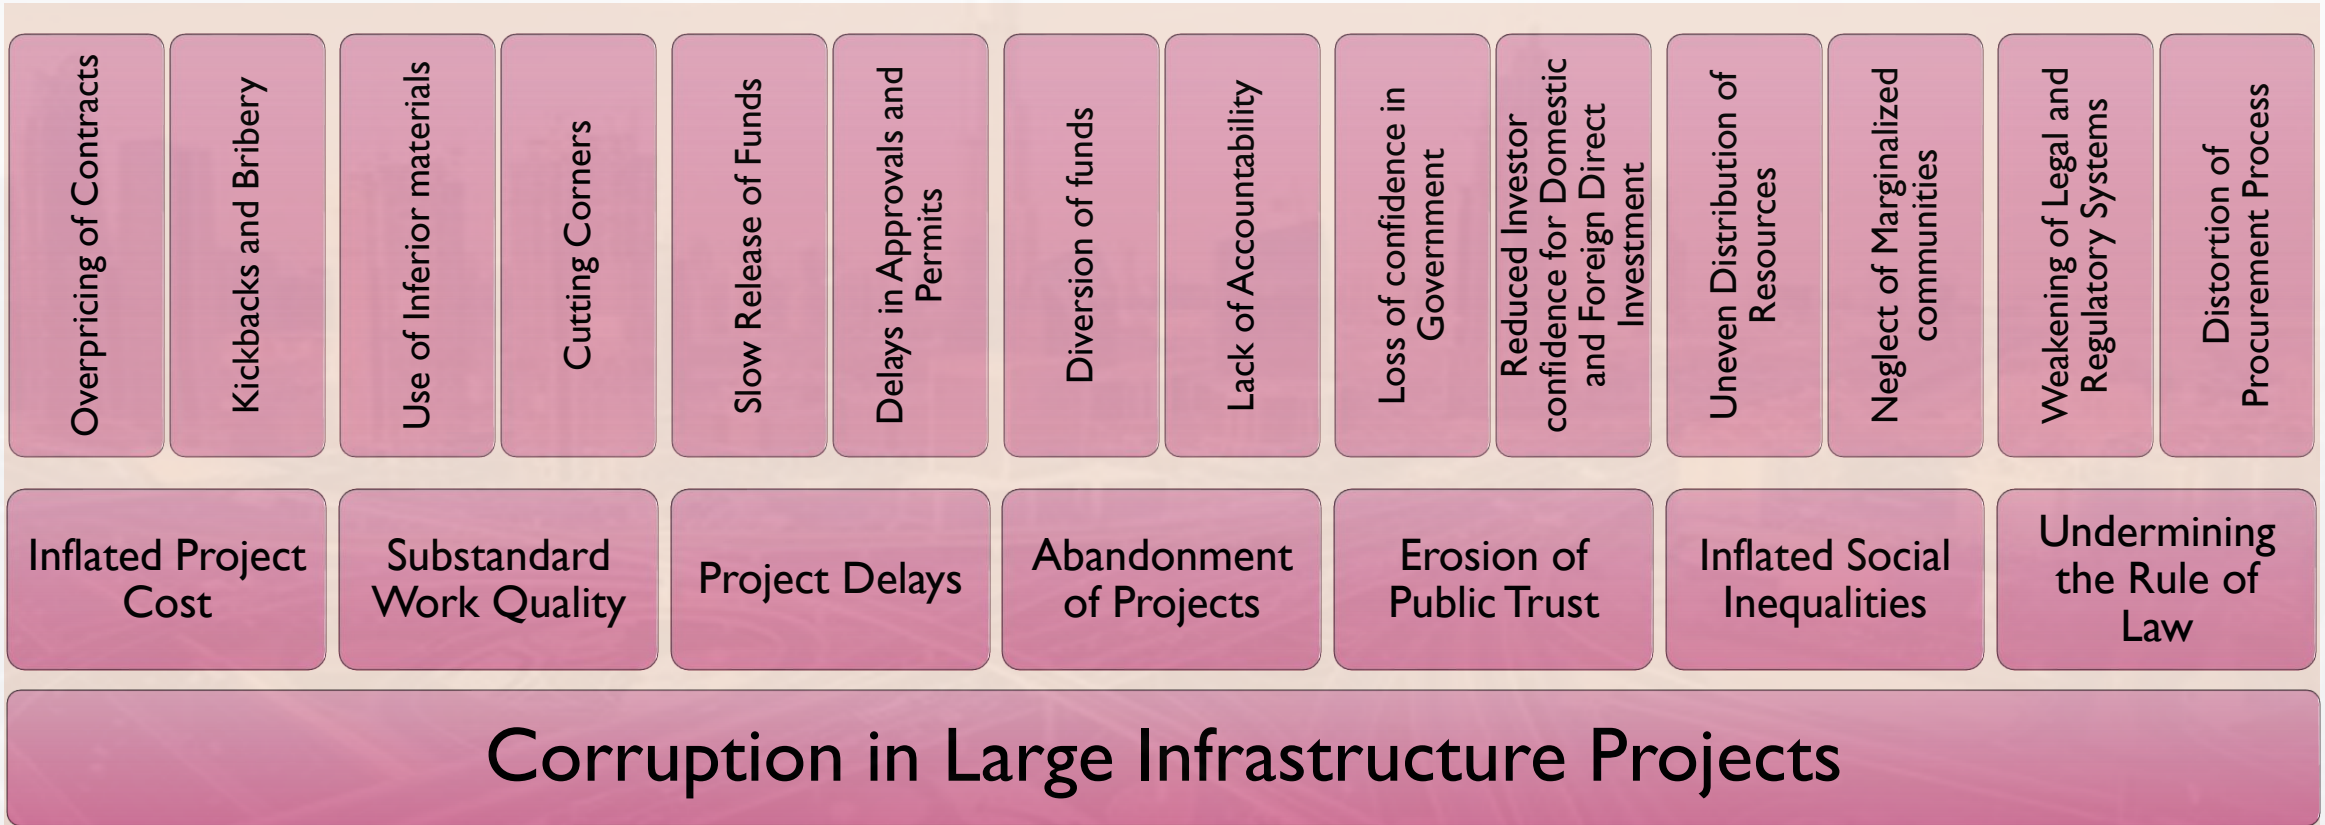 Overpricing of Contracts
Kickbacks and Bribery
Use of Inferior materials
Cutting Corners
Slow Release of Funds
Delays in Approvals and
Permits
Diversion of funds
Lack of Accountability
Loss of confidence in
Government
Reduced Investor
confidence for Domestic
and Foreign Direct
Investment
Uneven Distribution of
Resources
Neglect of Marginalized
communities
Weakening of Legal and
Regulatory Systems
Distortion of
Procurement Process
Inflated Project
Cost
Substandard
Work Quality
Project Delays
Abandonment
of Projects
Erosion of
Public Trust
Inflated Social
Inequalities
Undermining
the Rule of
Law
Corruption in Large Infrastructure Projects